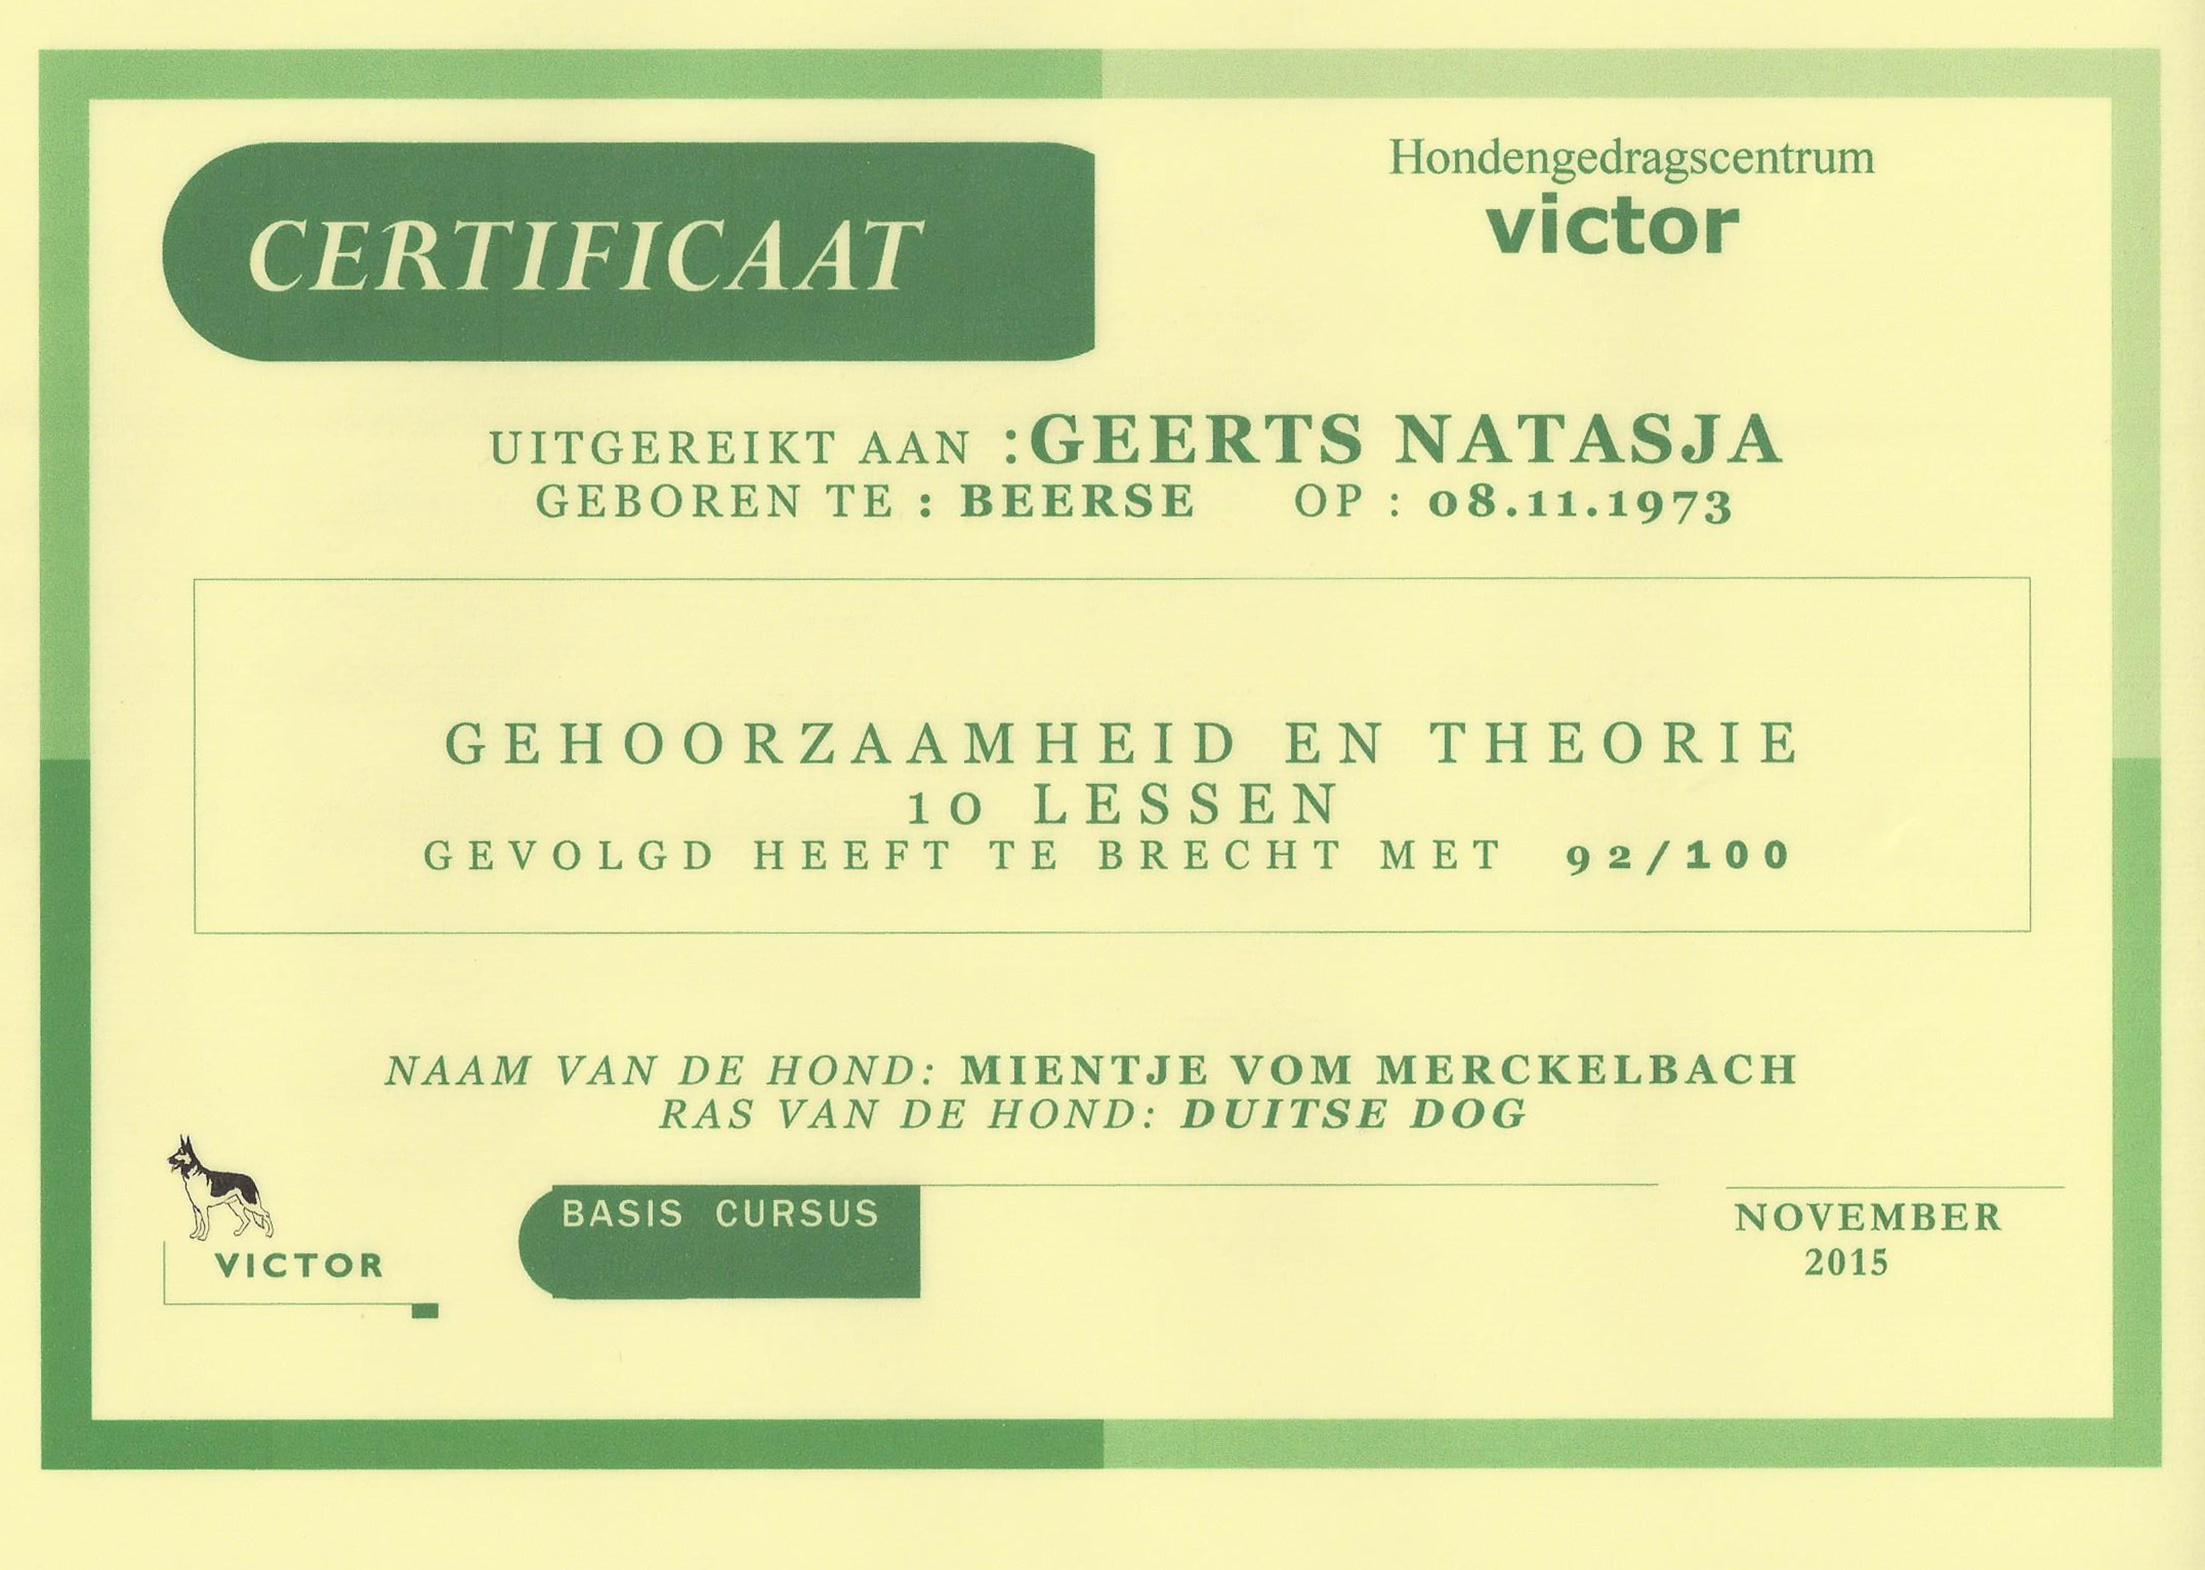 CERTIFICAAT
Hondengedragscentrum
victor
UITGEREIKT AAN :GEERTS NATASJA
GEBOREN TE : BEERSE OP : 08.11.1973
GEHOORZAAMHEID EN THEORIE
10 LESSEN
GEVOLGD HEEFT TE BRECHT MET 92/100
NAAM VAN DE HOND: MIENTJE VOM MERCKELBACH
RAS VAN DE HOND: DUITSE DOG
VICTOR
BASIS CURSUS
NOVEMBER
2015